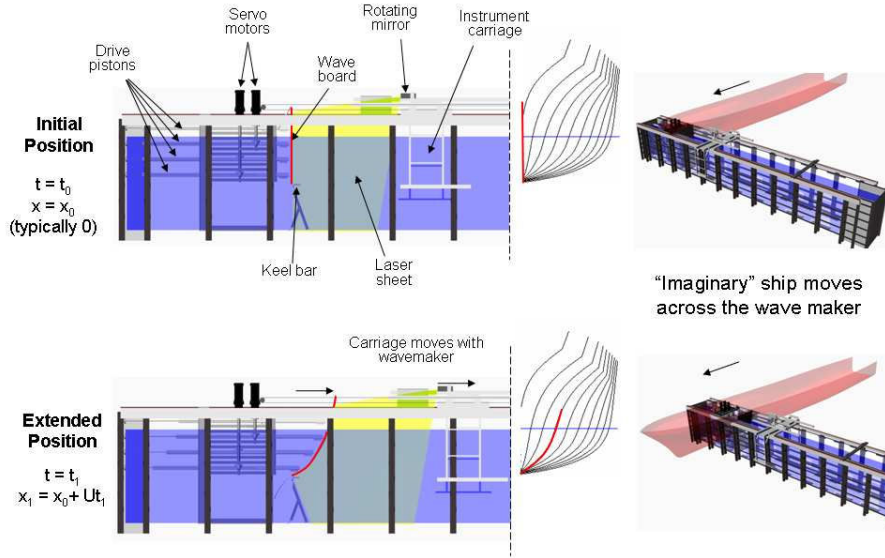 Servo
motors
Rotating
mirror
Instrument
carriage
Drive
pistons
Wave
board
Initial
Position
t = t0
x = x0
(typically 0)
Keel bar
Laser
sheet
"Imaginary" ship moves
across the wave maker
Carriage moves with
wavemaker
Extended
Position
t = t1
x1 = x0+ Ut1